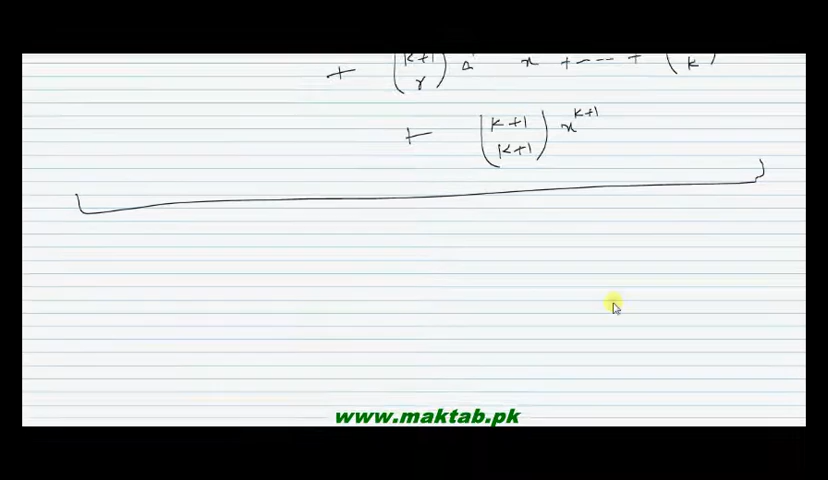 + (k+1 r) x + --- + ( k )
+ (k+1 k+1) x^k+1
www.maktab.pk